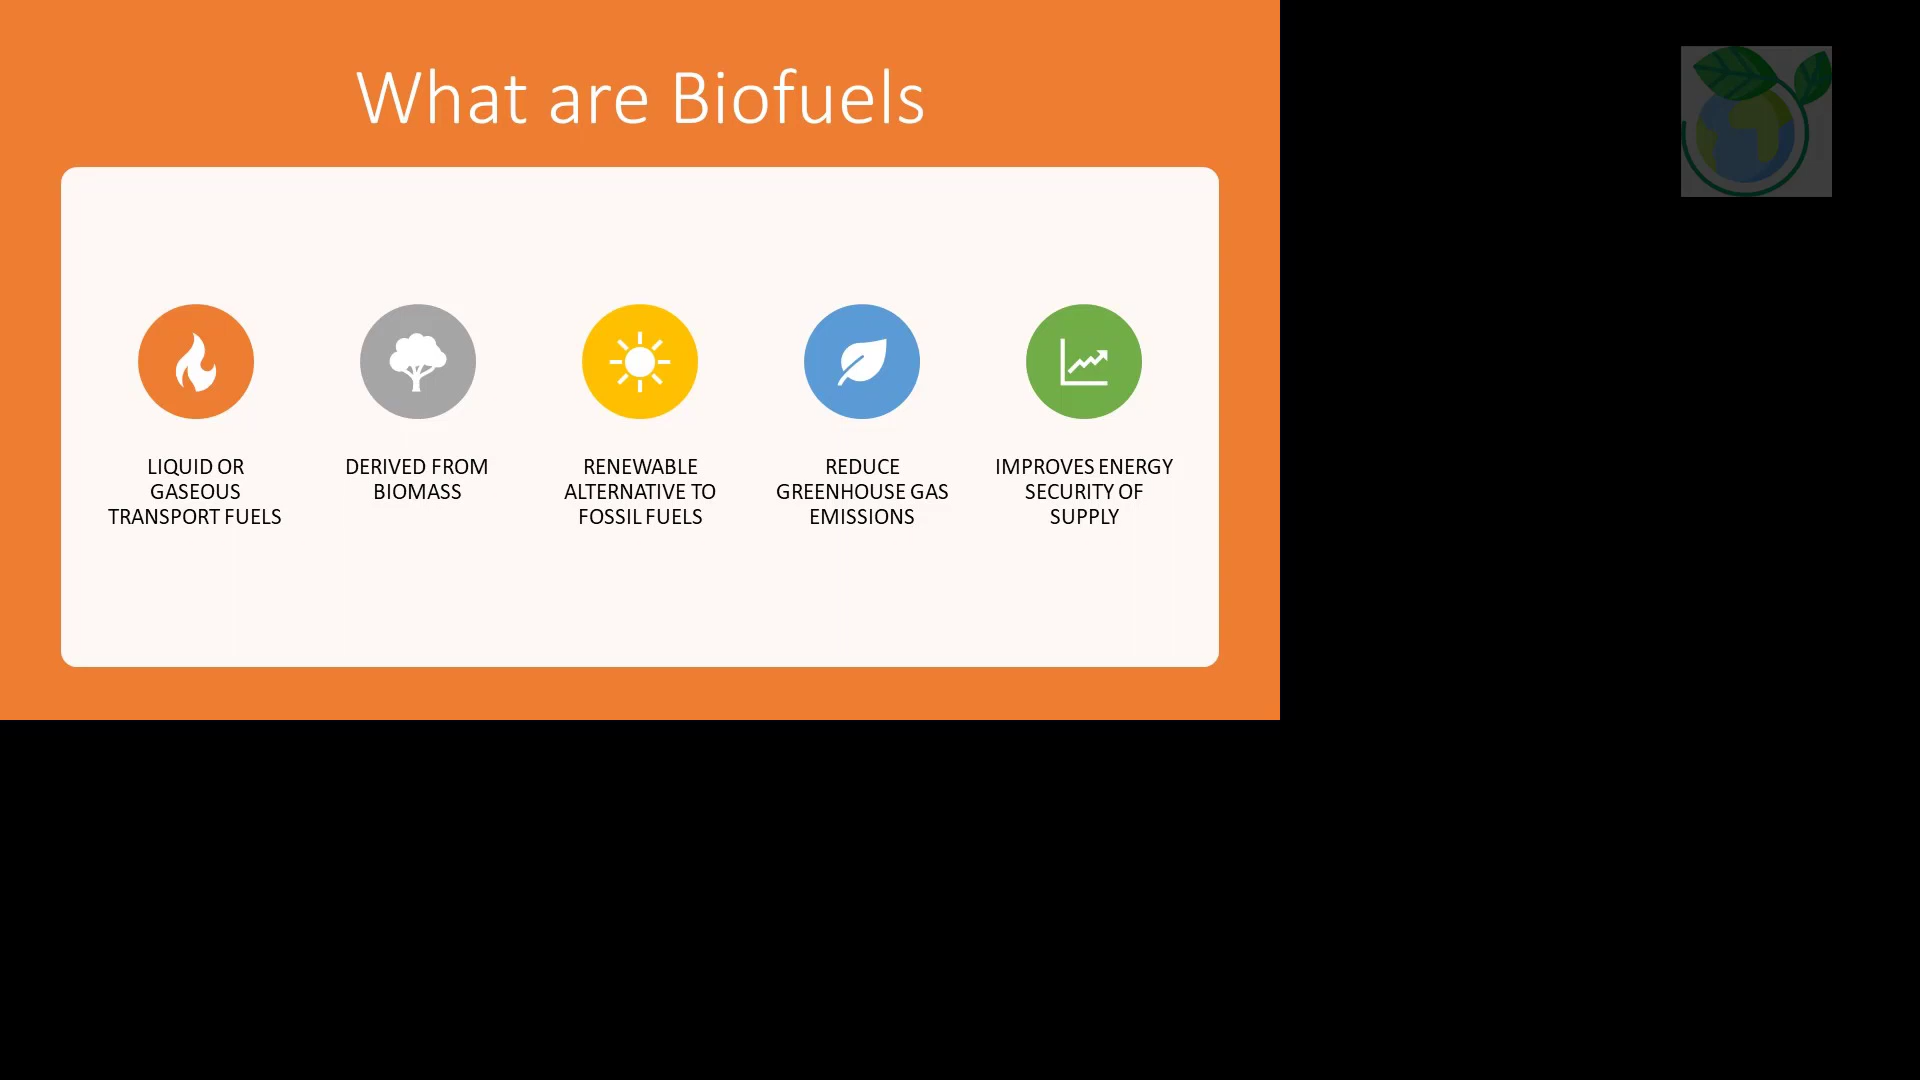 What are Biofuels
LIQUID OR
GASEOUS
TRANSPORT FUELS
DERIVED FROM
BIOMASS
RENEWABLE
ALTERNATIVE TO
FOSSIL FUELS
REDUCE
GREENHOUSE GAS
EMISSIONS
IMPROVES ENERGY
SECURITY OF
SUPPLY